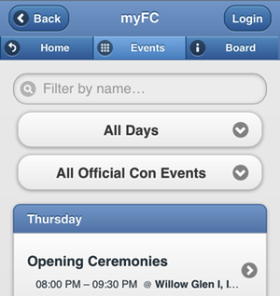 Back myFC Login
Home Events Board
Filter by name...
All Days
All Official Con Events
Thursday
Opening Ceremonies
08:00 PM – 09:30 PM @ Willow Glen I, I...